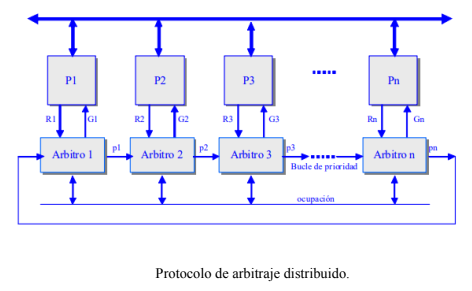 P1 P2 P3 Pn
R1 G1 R2 G2 R3 G3 Rn Gn
Arbitro 1 p1 Arbitro 2 p2 Arbitro 3 p3 Arbitro n pn
Bucle de prioridad
ocupación
Protocolo de arbitraje distribuido.